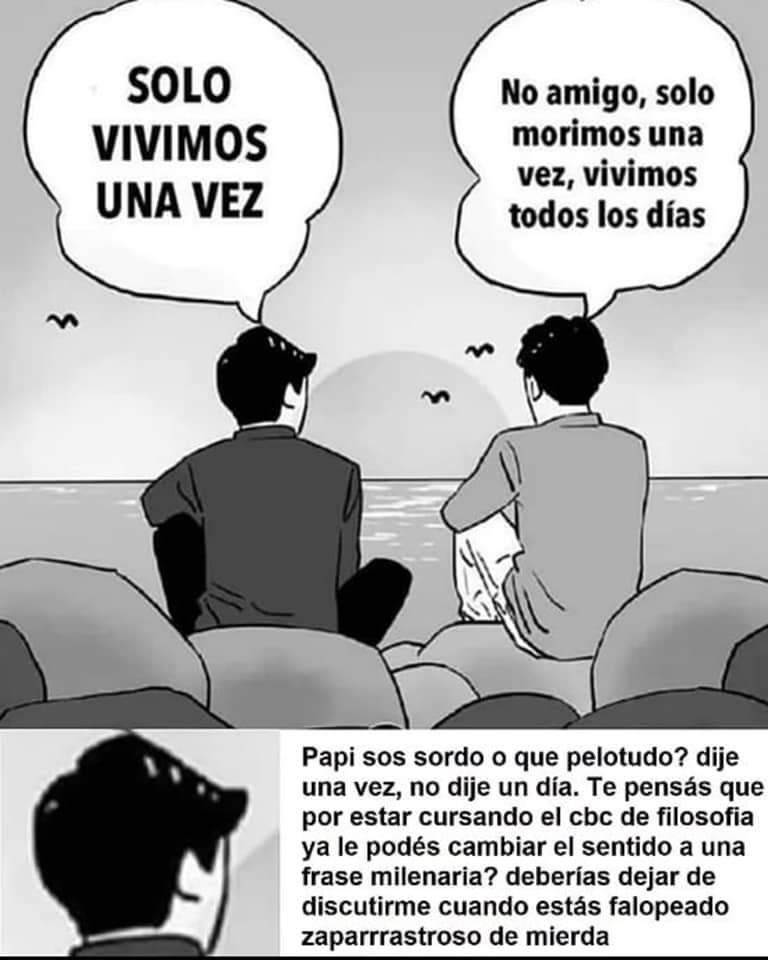 SOLO
VIVIMOS
UNA VEZ
No amigo, solo
morimos una
vez, vivimos
todos los días
Papi sos sordo o que pelotudo? dije
una vez, no dije un día. Te pensás que
por estar cursando el cbc de filosofia
ya le podés cambiar el sentido a una
frase milenaria? deberías dejar de
discutirme cuando estás falopeado
zaparrrastroso de mierda